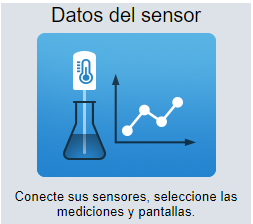 Datos del sensor
Conecte sus sensores, seleccione las
mediciones y pantallas.